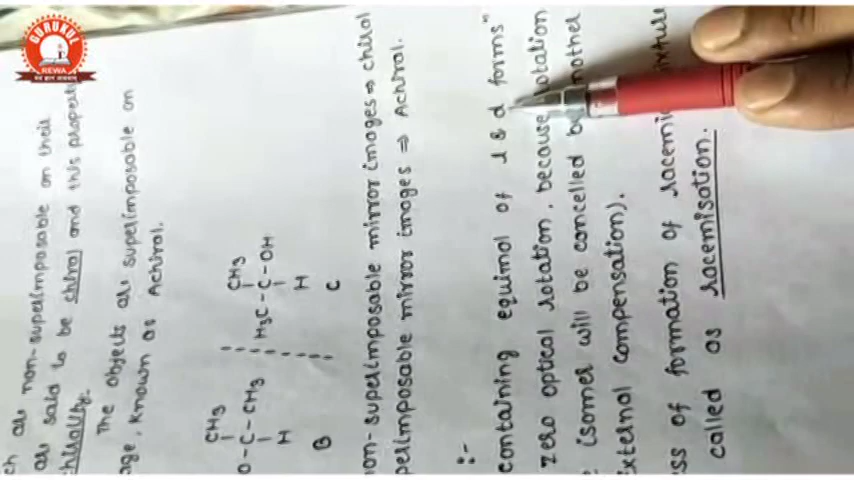 GURUKUL
REWA
ch are non-superimposable on their
are said to be chiral and this property
chirality.
The objects are superimposable on
age, known as Achiral.
CH3 CH3
O-C-CH3 H3C-C-OH
H H
B C
non-superimposable mirror images ⇒ chiral
perimposable mirror images ⇒ Achiral.
:-
containing equimol of l & d forms"
zero optical rotation, because rotation
isomer will be concelled by another
External compensation).
ss of formation of racemic mixture
called as racemisation.